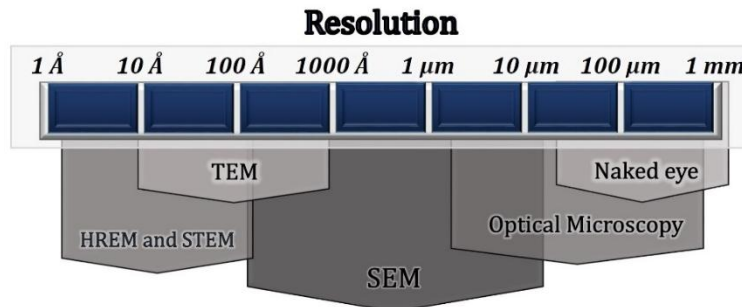 Resolution
1 Å 10 Å 100 Å 1000 Å 1 μm 10 μm 100 μm 1 mm
TEM
Naked eye
HREM and STEM
Optical Microscopy
SEM